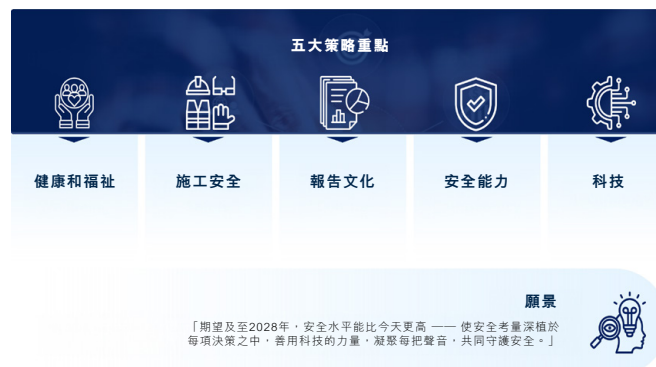 五大策略重點
健康和福祉
施工安全
報告文化
安全能力
科技
願景
「期望及至2028年，安全水平能比今天更高 —— 使安全考量深植於
每項決策之中，善用科技的力量，凝聚每把聲音，共同守護安全。」